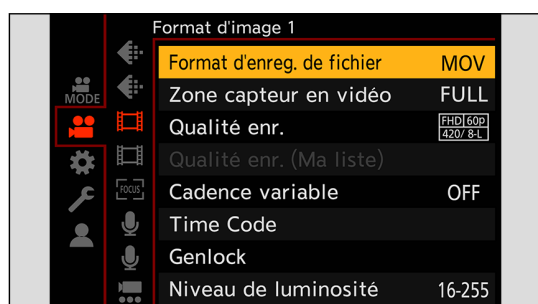 Format d'image 1
Format d'enreg. de fichier MOV
Zone capteur en vidéo FULL
MODE
Qualité enr. FHD 60p
420/ 8-L
Qualité enr. (Ma liste)
FOCUS
Cadence variable OFF
Time Code
Genlock
Niveau de luminosité 16-255